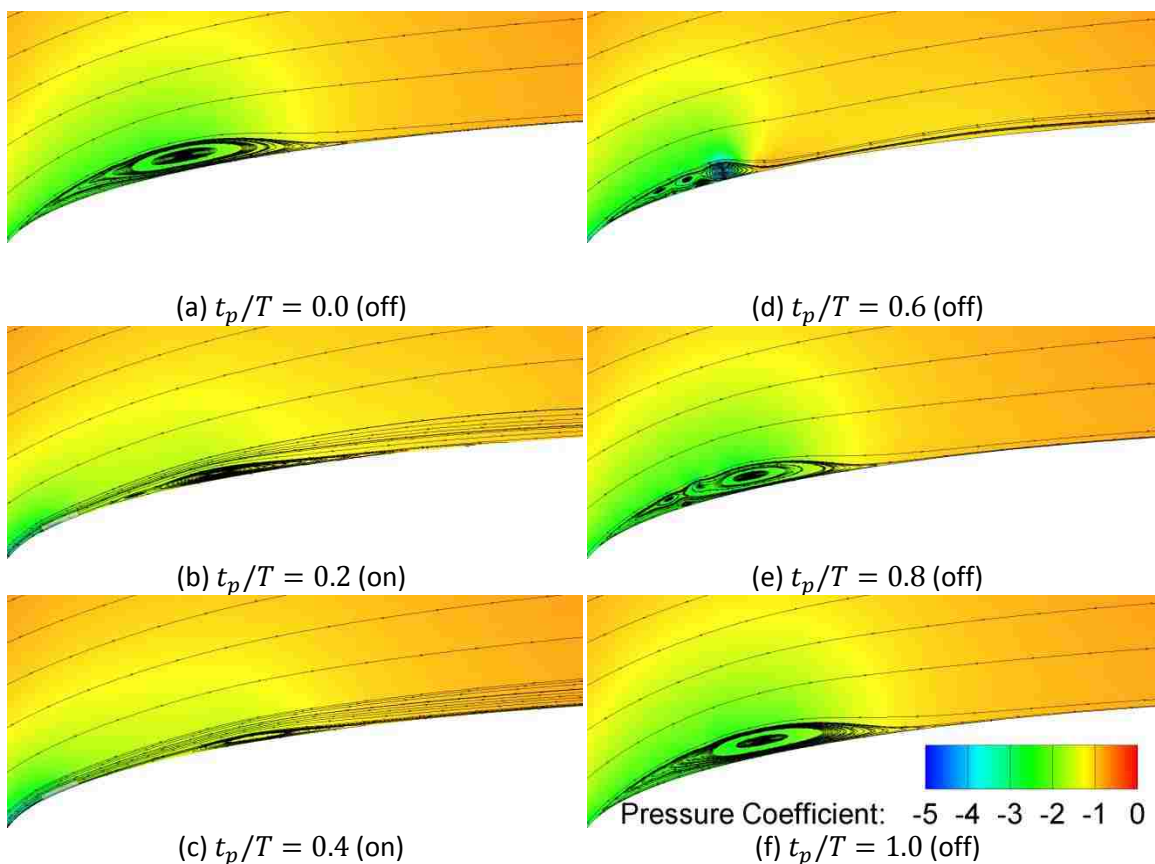 (a) t_p/T = 0.0 (off)
(d) t_p/T = 0.6 (off)
(b) t_p/T = 0.2 (on)
(e) t_p/T = 0.8 (off)
Pressure Coefficient: -5 -4 -3 -2 -1 0
(c) t_p/T = 0.4 (on)
(f) t_p/T = 1.0 (off)